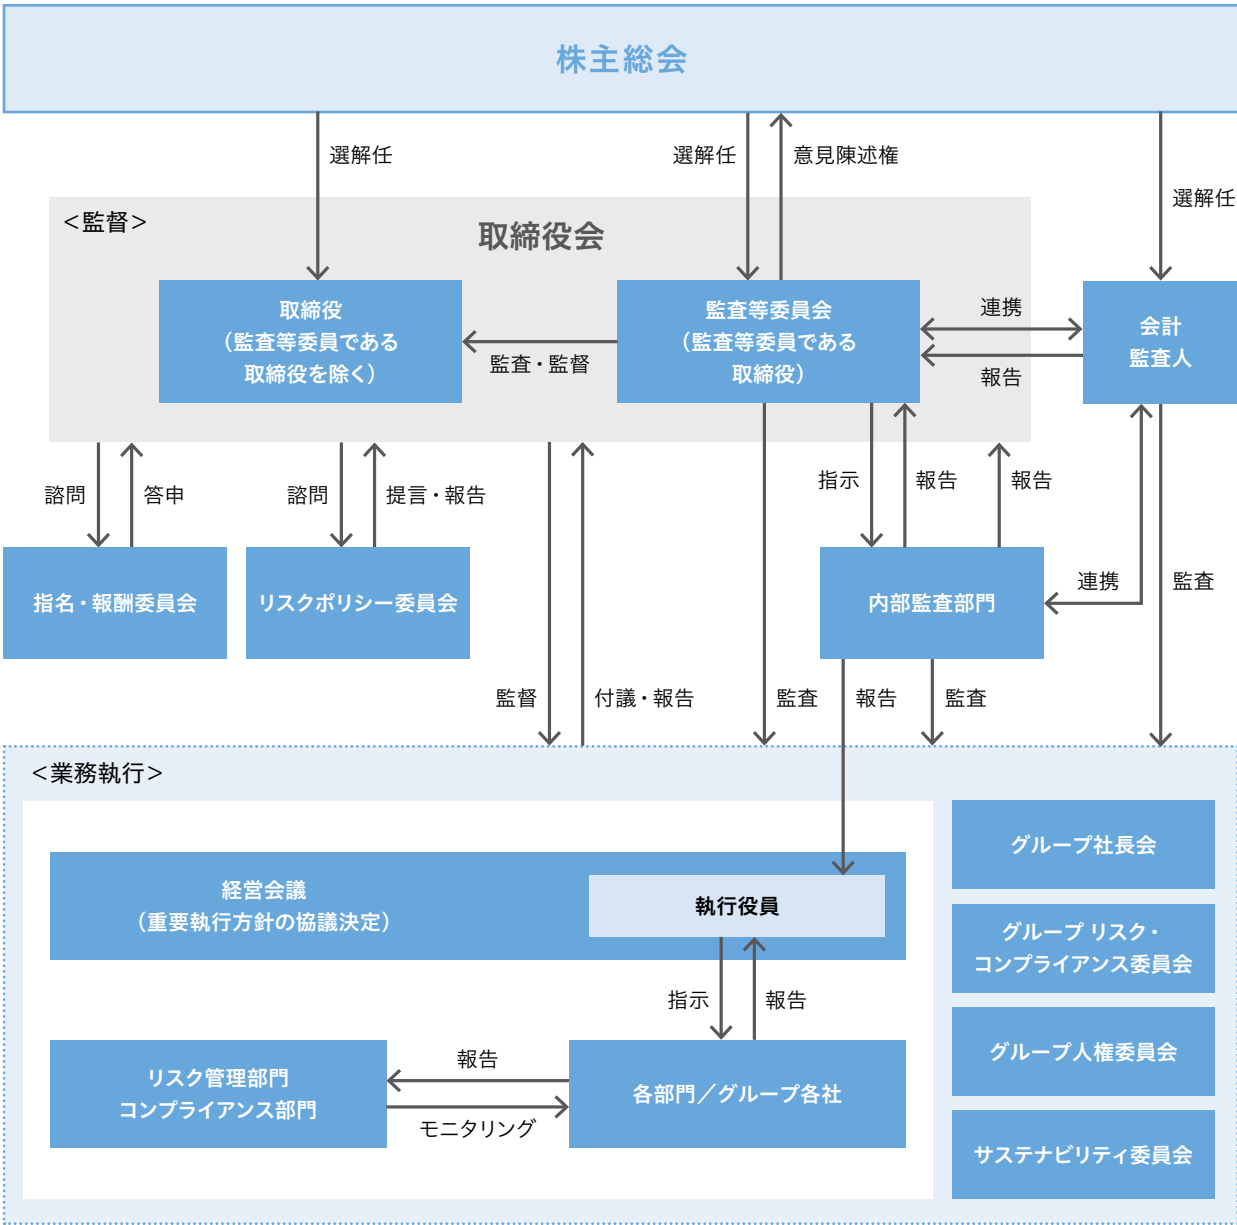 株主総会
選解任
選解任
意見陳述権
選解任
＜監督＞
取締役会
取締役
（監査等委員である
取締役を除く）
監査・監督
監査等委員会
（監査等委員である
取締役）
連携
報告
会計
監査人
諮問
答申
諮問
提言・報告
指示
報告
報告
指名・報酬委員会
リスクポリシー委員会
内部監査部門
連携
監査
監督
付議・報告
監査
報告
監査
＜業務執行＞
経営会議
（重要執行方針の協議決定）
執行役員
指示
報告
リスク管理部門
コンプライアンス部門
報告
モニタリング
各部門／グループ各社
グループ社長会
グループ リスク・
コンプライアンス委員会
グループ人権委員会
サステナビリティ委員会